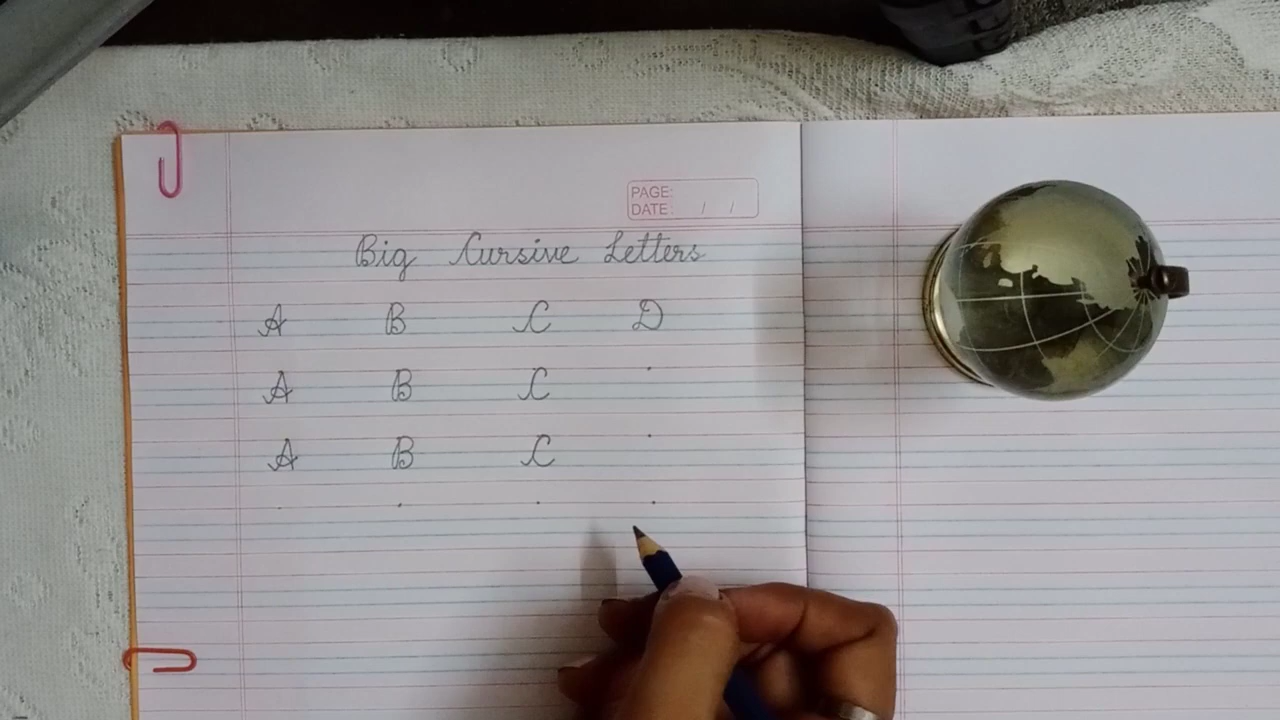 PAGE:
DATE: / /
Big Cursive Letters
A B C D
A B C
A B C